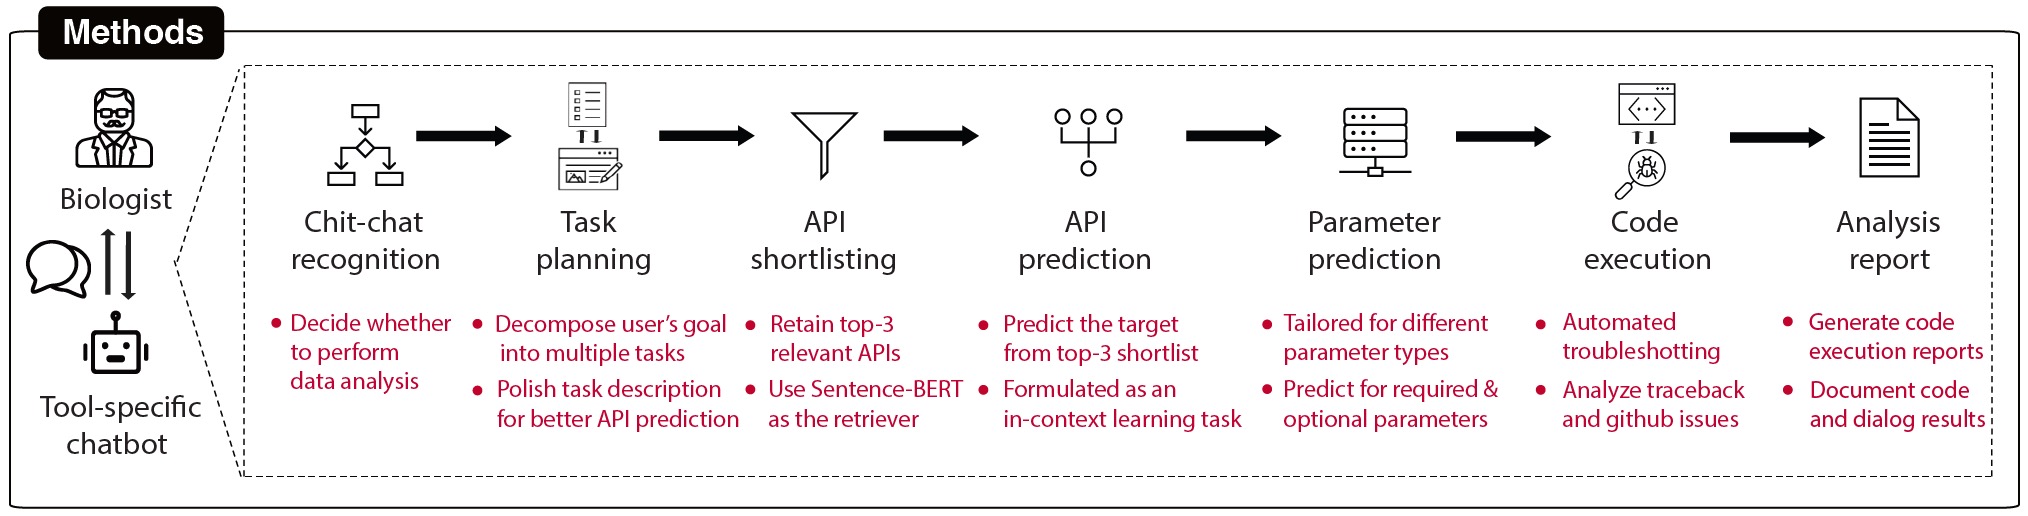 Methods
Biologist
Tool-specific
chatbot
Chit-chat
recognition
• Decide whether
to perform
data analysis
Task
planning
• Decompose user's goal
into multiple tasks
• Polish task description
for better API prediction
API
shortlisting
• Retain top-3
relevant APIs
• Use Sentence-BERT
as the retriever
API
prediction
• Predict the target
from top-3 shortlist
• Formulated as an
in-context learning task
Parameter
prediction
• Tailored for different
parameter types
• Predict for required &
optional parameters
Code
execution
• Automated
troubleshotting
• Analyze traceback
and github issues
Analysis
report
• Generate code
execution reports
• Document code
and dialog results